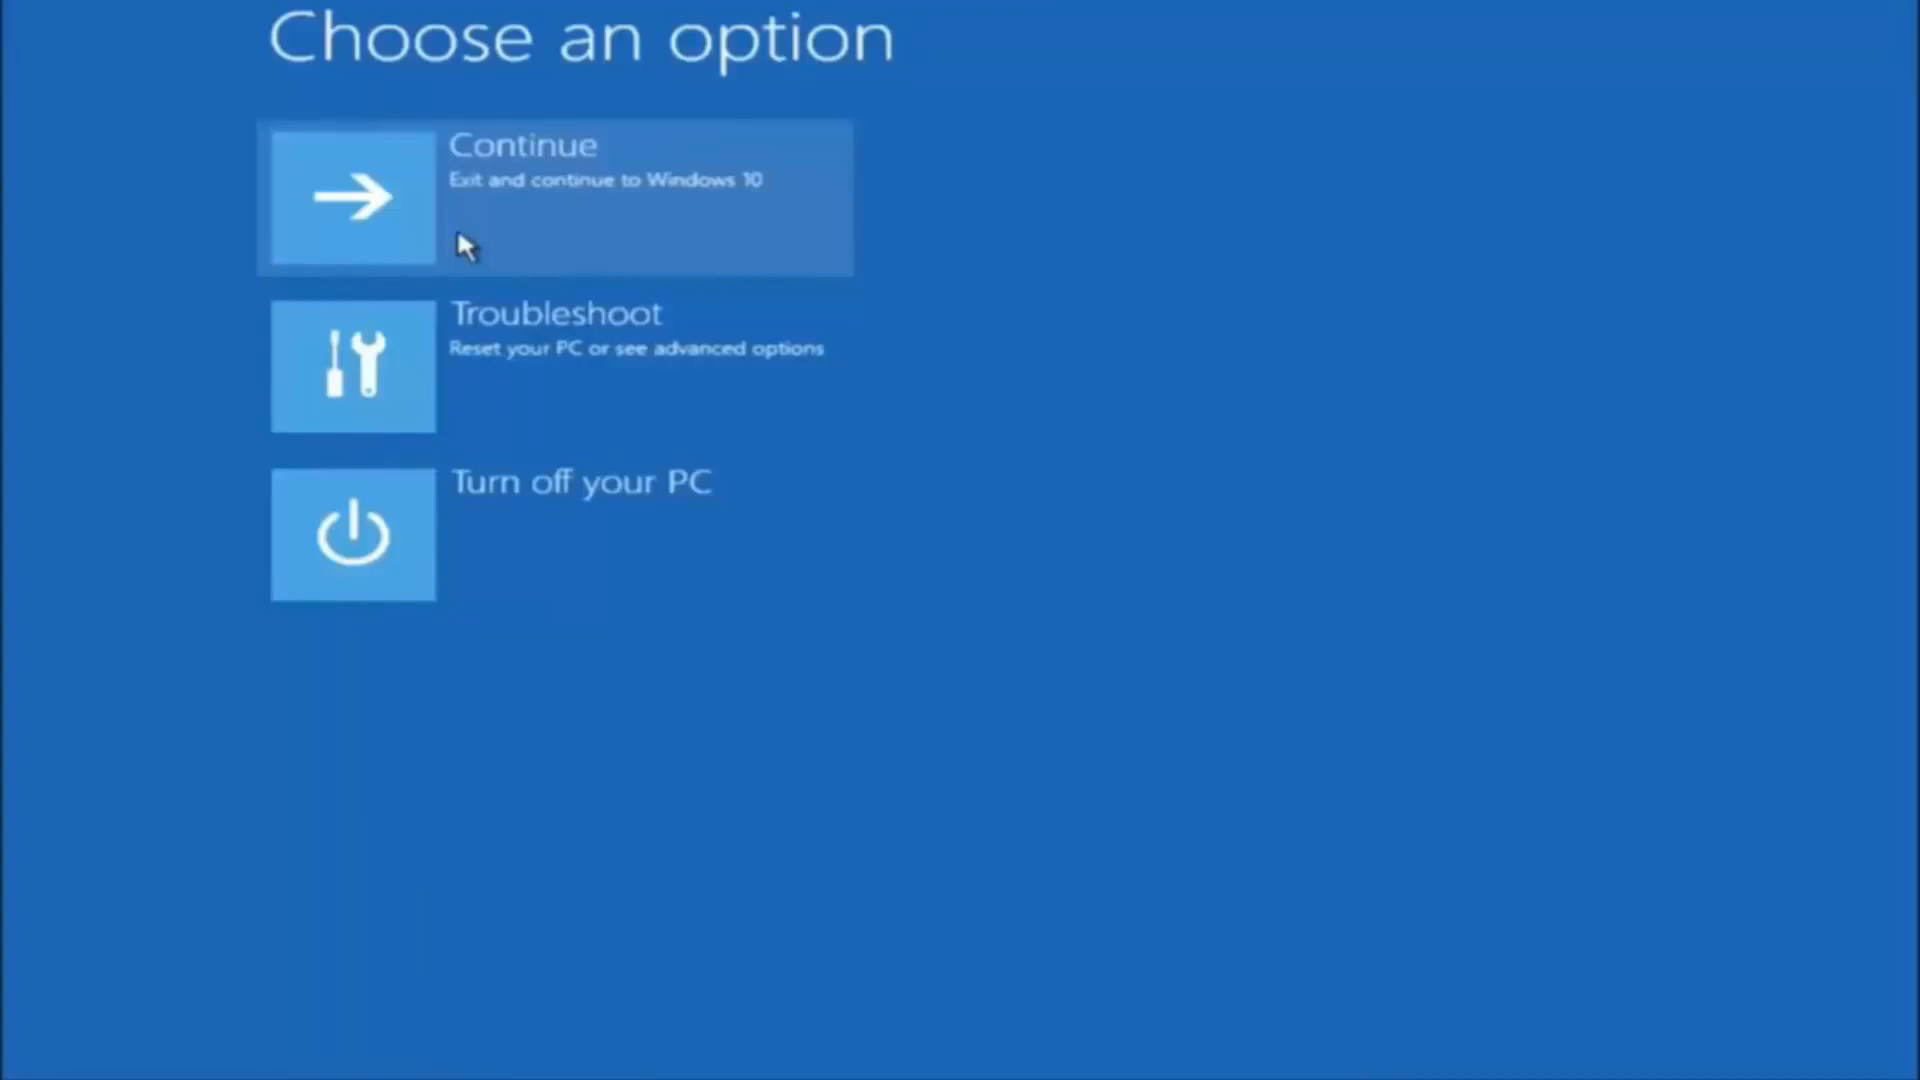 Choose an option
Continue
Exit and continue to Windows 10
Troubleshoot
Reset your PC or see advanced options
Turn off your PC